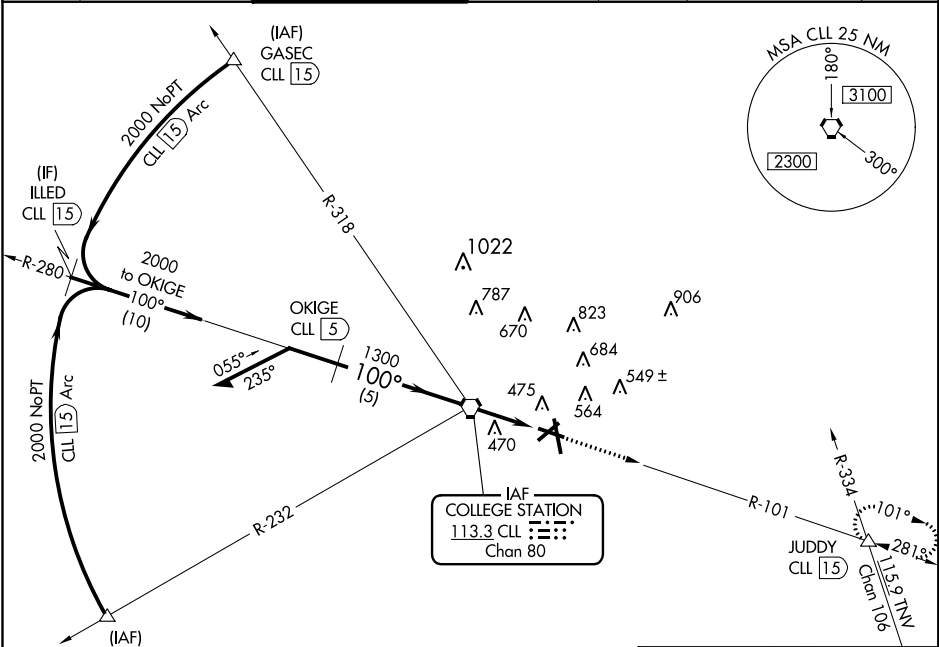 (IAF)
GASEC
CLL 15
2000 NoPT
CLL 15 Arc
MSA CLL 25 NM
180°
3100
2300
300°
(IF)
ILLED
CLL 15
R-280
2000
to OKIGE
100°
(10)
R-318
1022
787
670
823
906
684
549 ±
564
475
470
OKIGE
CLL 5
055°
235°
1300
100°
(5)
2000 NoPT
CLL 15 Arc
R-232
(IAF)
IAF
COLLEGE STATION
113.3 CLL
Chan 80
R-101
R-334
101°
281°
JUDDY
CLL 15
115.9 TNV
Chan 106